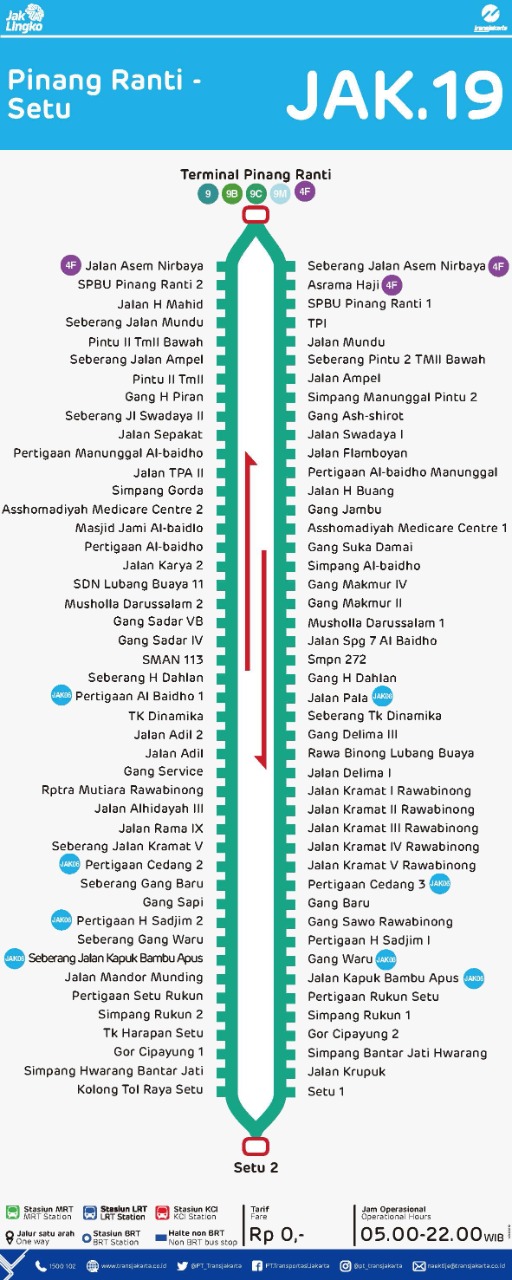 Jak
Lingko
transjakarta
Pinang Ranti -
Setu
JAK.19
Terminal Pinang Ranti
9 9B 9C 9M 4F
4F Jalan Asem Nirbaya
SPBU Pinang Ranti 2
Jalan H Mahid
Seberang Jalan Mundu
Pintu II Tmll Bawah
Seberang Jalan Ampel
Pintu II Tmll
Gang H Piran
Seberang Jl Swadaya II
Jalan Sepakat
Pertigaan Manunggal Al-baidho
Jalan TPA II
Simpang Gorda
Asshomadiyah Medicare Centre 2
Masjid Jami Al-baidlo
Pertigaan Al-baidho
Jalan Karya 2
SDN Lubang Buaya 11
Musholla Darussalam 2
Gang Sadar VB
Gang Sadar IV
SMAN 113
Seberang H Dahlan
JAK06 Pertigaan Al Baidho 1
TK Dinamika
Jalan Adil 2
Jalan Adil
Gang Service
Rptra Mutiara Rawabinong
Jalan Alhidayah III
Jalan Rama IX
Seberang Jalan Kramat V
JAK06 Pertigaan Cedang 2
Seberang Gang Baru
Gang Sapi
JAK06 Pertigaan H Sadjim 2
Seberang Gang Waru
JAK06 Seberang Jalan Kapuk Bambu Apus
Jalan Mandor Munding
Pertigaan Setu Rukun
Simpang Rukun 2
Tk Harapan Setu
Gor Cipayung 1
Simpang Hwarang Bantar Jati
Kolong Tol Raya Setu
Seberang Jalan Asem Nirbaya 4F
Asrama Haji 4F
SPBU Pinang Ranti 1
TPI
Jalan Mundu
Seberang Pintu 2 TMII Bawah
Jalan Ampel
Simpang Manunggal Pintu 2
Gang Ash-shirot
Jalan Swadaya I
Jalan Flamboyan
Pertigaan Al-baidho Manunggal
Jalan H Buang
Gang Jambu
Asshomadiyah Medicare Centre 1
Gang Suka Damai
Simpang Al-baidho
Gang Makmur IV
Gang Makmur II
Musholla Darussalam 1
Jalan Spg 7 Al Baidho
Smpn 272
Gang H Dahlan
Jalan Pala JAK06
Seberang Tk Dinamika
Gang Delima III
Rawa Binong Lubang Buaya
Jalan Delima I
Jalan Kramat I Rawabinong
Jalan Kramat II Rawabinong
Jalan Kramat III Rawabinong
Jalan Kramat IV Rawabinong
Jalan Kramat V Rawabinong
Pertigaan Cedang 3 JAK06
Gang Baru
Gang Sawo Rawabinong
Pertigaan H Sadjim I
Gang Waru JAK06
Jalan Kapuk Bambu Apus JAK06
Pertigaan Rukun Setu
Simpang Rukun 1
Gor Cipayung 2
Simpang Bantar Jati Hwarang
Jalan Krupuk
Setu 1
Setu 2
Stasiun MRT
MRT Station
Stasiun LRT
LRT Station
Stasiun KCI
KCI Station
Jalur satu arah
One way
Stasiun BRT
BRT Station
Halte non BRT
Non BRT bus stop
Tarif
Fare
Rp 0,-
Jam Operasional
Operational Hours
05.00-22.00 WIB
1500 102
www.transjakarta.co.id
@PT_Transjakarta
PT.TransportasiJakarta
@pt_transjakarta
naextije@transjakarta.co.id